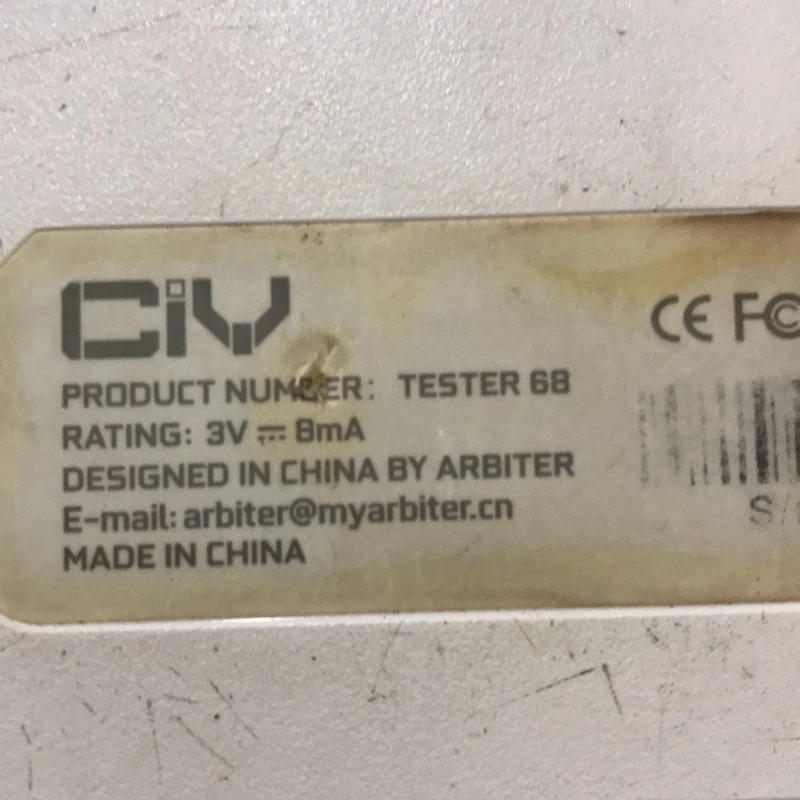 CiY
CE FC
PRODUCT NUMBER: TESTER 68
RATING: 3V ⎓ 8mA
DESIGNED IN CHINA BY ARBITER
E-mail: arbiter@myarbiter.cn
S/
MADE IN CHINA